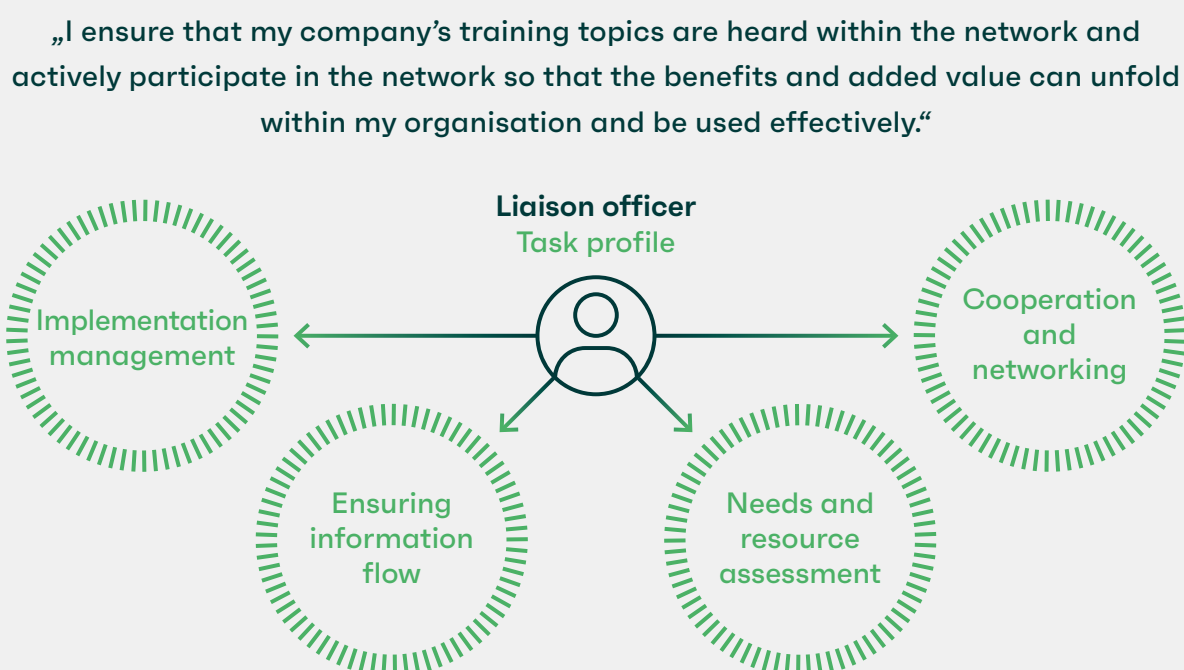 „I ensure that my company’s training topics are heard within the network and
actively participate in the network so that the benefits and added value can unfold
within my organisation and be used effectively.“
Liaison officer
Task profile
Implementation
management
Cooperation
and
networking
Ensuring
information
flow
Needs and
resource
assessment